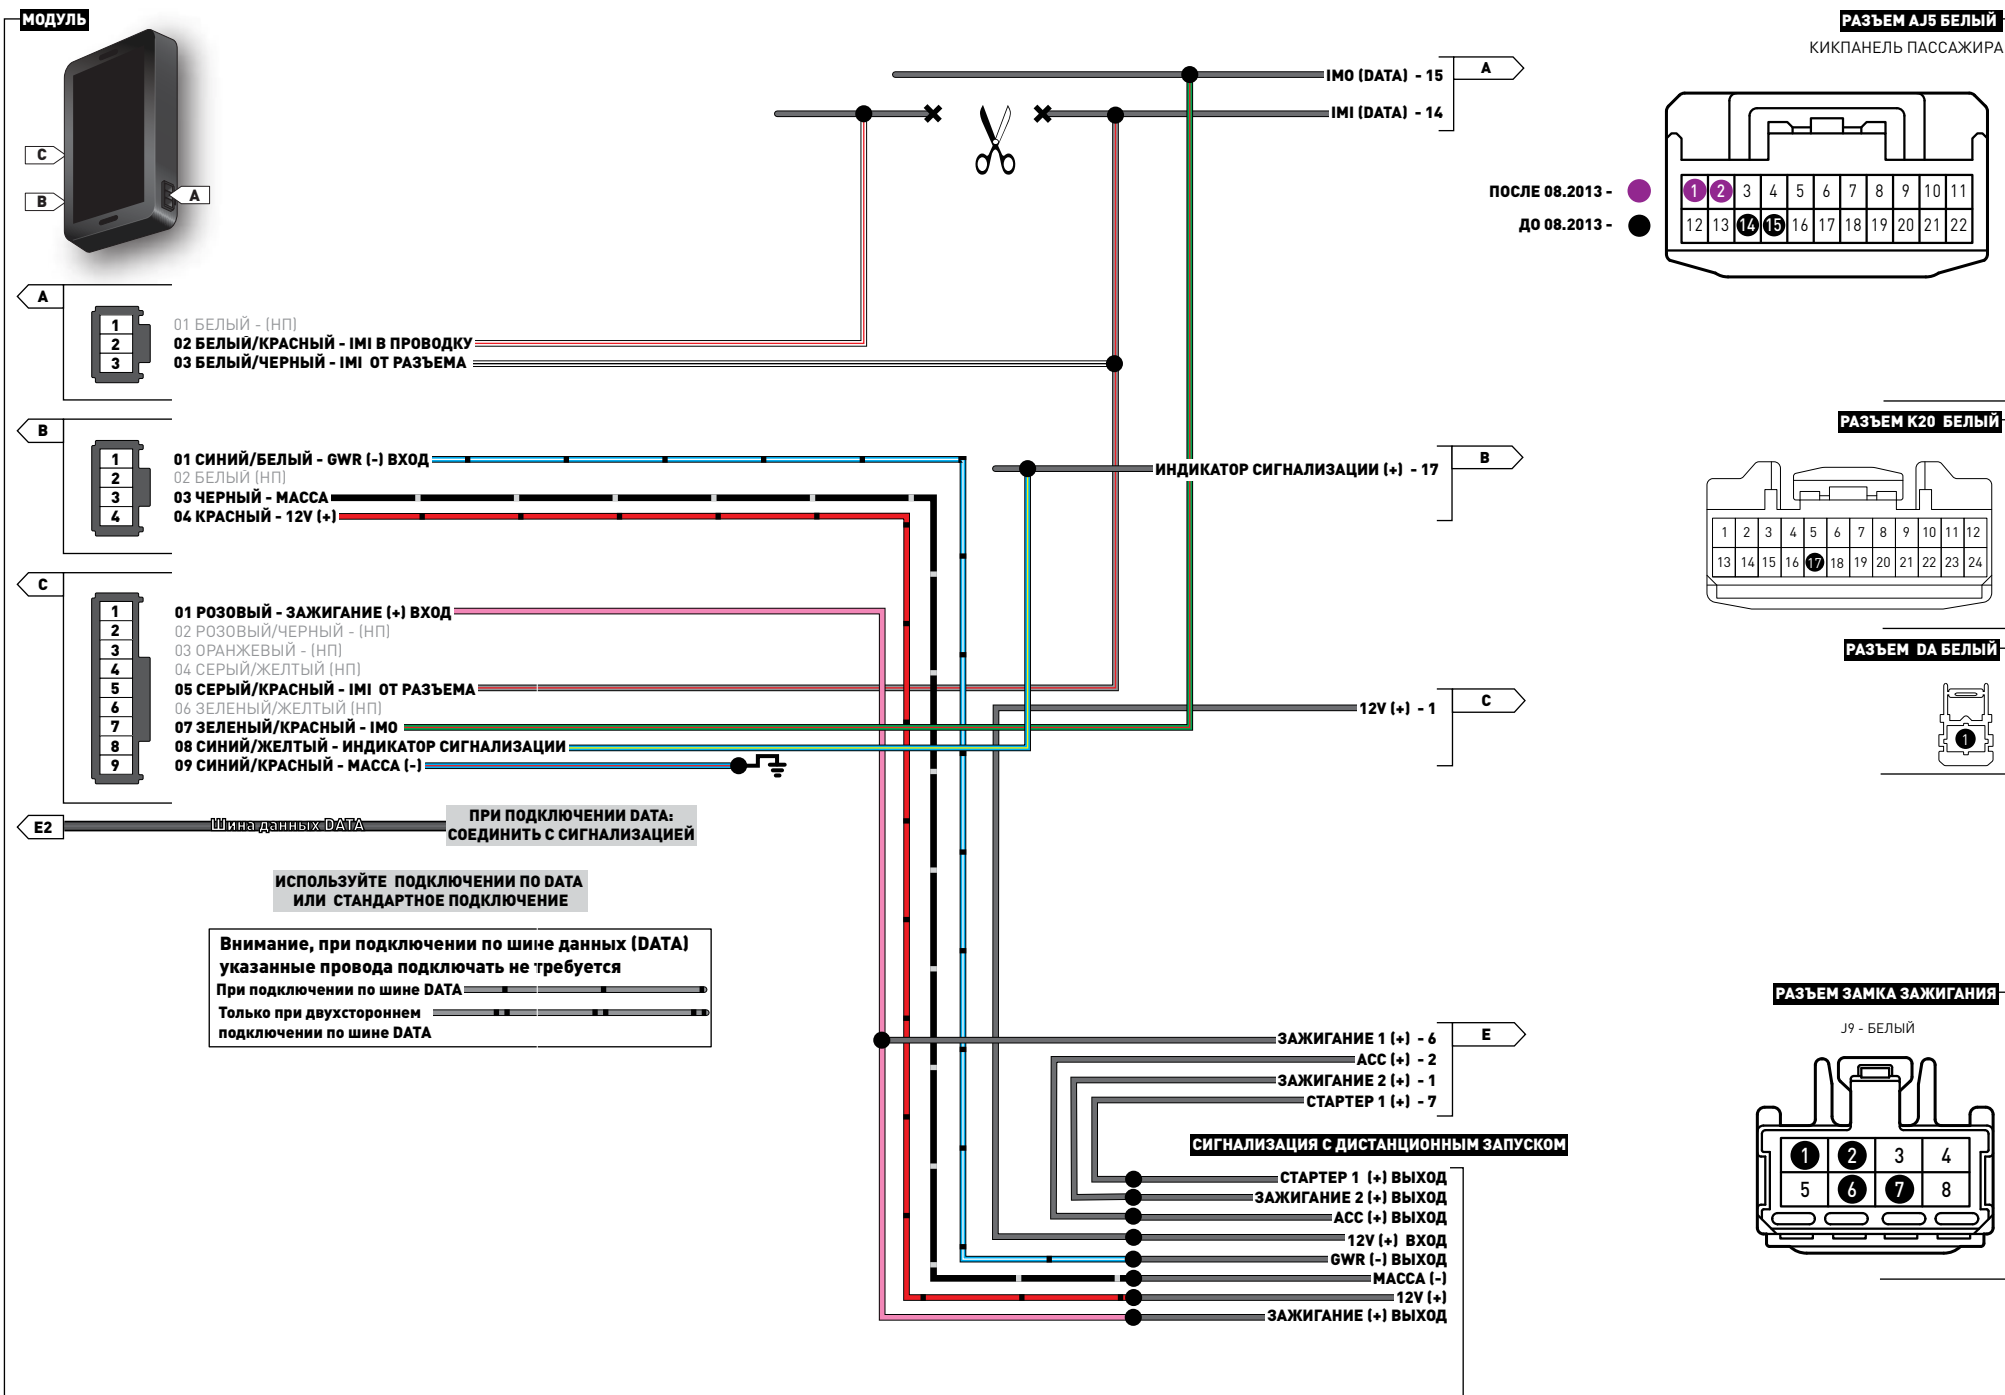 МОДУЛЬ
C
B
A
A
1
2
3
01 БЕЛЫЙ - (НП)
02 БЕЛЫЙ/КРАСНЫЙ - IMI В ПРОВОДКУ
03 БЕЛЫЙ/ЧЕРНЫЙ - IMI ОТ РАЗЪЕМА
B
1
2
3
4
01 СИНИЙ/БЕЛЫЙ - GWR (-) ВХОД
02 БЕЛЫЙ (НП)
03 ЧЕРНЫЙ - МАССА
04 КРАСНЫЙ - 12V (+)
C
1
2
3
4
5
6
7
8
9
01 РОЗОВЫЙ - ЗАЖИГАНИЕ (+) ВХОД
02 РОЗОВЫЙ/ЧЕРНЫЙ - (НП)
03 ОРАНЖЕВЫЙ - (НП)
04 СЕРЫЙ/ЖЕЛТЫЙ (НП)
05 СЕРЫЙ/КРАСНЫЙ - IMI ОТ РАЗЪЕМА
06 ЗЕЛЕНЫЙ/ЖЕЛТЫЙ (НП)
07 ЗЕЛЕНЫЙ/КРАСНЫЙ - IMO
08 СИНИЙ/ЖЕЛТЫЙ - ИНДИКАТОР СИГНАЛИЗАЦИИ
09 СИНИЙ/КРАСНЫЙ - МАССА (-)
E2
Шина данных DATA
ПРИ ПОДКЛЮЧЕНИИ DATA:
СОЕДИНИТЬ С СИГНАЛИЗАЦИЕЙ
ИСПОЛЬЗУЙТЕ ПОДКЛЮЧЕНИИ ПО DATA
ИЛИ СТАНДАРТНОЕ ПОДКЛЮЧЕНИЕ
Внимание, при подключении по шине данных (DATA)
указанные провода подключать не требуется
При подключении по шине DATA
Только при двухстороннем
подключении по шине DATA
IMO (DATA) - 15
IMI (DATA) - 14
A
ИНДИКАТОР СИГНАЛИЗАЦИИ (+) - 17
B
12V (+) - 1
C
ЗАЖИГАНИЕ 1 (+) - 6
ACC (+) - 2
ЗАЖИГАНИЕ 2 (+) - 1
СТАРТЕР 1 (+) - 7
E
СИГНАЛИЗАЦИЯ С ДИСТАНЦИОННЫМ ЗАПУСКОМ
СТАРТЕР 1 (+) ВЫХОД
ЗАЖИГАНИЕ 2 (+) ВЫХОД
ACC (+) ВЫХОД
12V (+) ВХОД
GWR (-) ВЫХОД
МАССА (-)
12V (+)
ЗАЖИГАНИЕ (+) ВЫХОД
РАЗЪЕМ AJ5 БЕЛЫЙ
КИКПАНЕЛЬ ПАССАЖИРА
ПОСЛЕ 08.2013 -
ДО 08.2013 -
1 2 3 4 5 6 7 8 9 10 11
12 13 14 15 16 17 18 19 20 21 22
РАЗЪЕМ K20 БЕЛЫЙ
1 2 3 4 5 6 7 8 9 10 11 12
13 14 15 16 17 18 19 20 21 22 23 24
РАЗЪЕМ DA БЕЛЫЙ
1
РАЗЪЕМ ЗАМКА ЗАЖИГАНИЯ
J9 - БЕЛЫЙ
1 2 3 4
5 6 7 8